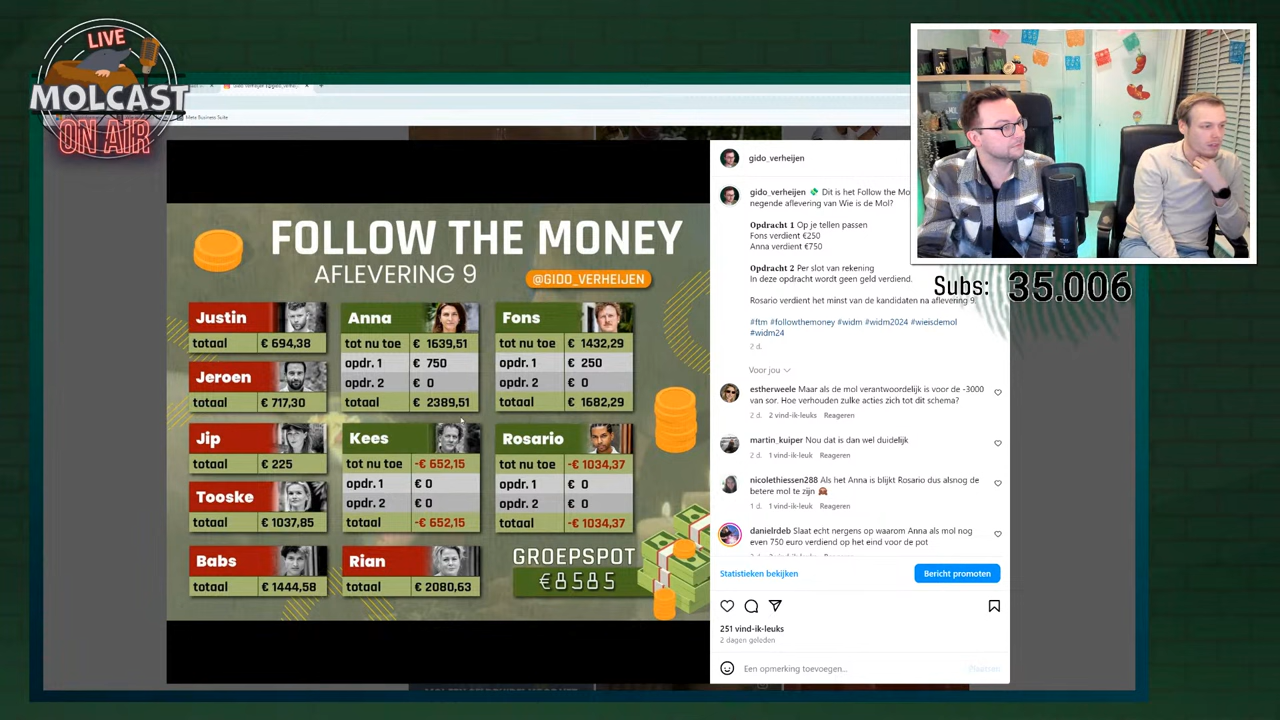 LIVE
MOLCAST
ON AIR
Meta Business Suite
FOLLOW THE MONEY
AFLEVERING 9
@GIDO_VERHEIJEN
Justin
totaal € 694,38
Jeroen
totaal € 717,30
Jip
totaal € 225
Tooske
totaal € 1037,85
Babs
totaal € 1444,58
Anna
tot nu toe € 1639,51
opdr. 1 € 750
opdr. 2 € 0
totaal € 2389,51
Kees
tot nu toe -€ 652,15
opdr. 1 € 0
opdr. 2 € 0
totaal -€ 652,15
Rian
totaal € 2080,63
Fons
tot nu toe € 1432,29
opdr. 1 € 250
opdr. 2 € 0
totaal € 1682,29
Rosario
tot nu toe -€ 1034,37
opdr. 1 € 0
opdr. 2 € 0
totaal -€ 1034,37
GROEPSPOT
€8585
gido_verheijen
gido_verheijen Dit is het Follow the Mo
negende aflevering van Wie is de Mol?
Opdracht 1 Op je tellen passen
Fons verdient €250
Anna verdient €750
Opdracht 2 Per slot van rekening
In deze opdracht wordt geen geld verdiend.
Rosario verdient het minst van de kandidaten na aflevering 9.
#ftm #followthemoney #widm #widm2024 #wieisdemol
#widm24
2 d.
Voor jou
estherweele Maar als de mol verantwoordelijk is voor de -3000
van sor. Hoe verhouden zulke acties zich tot dit schema?
2 d. 2 vind-ik-leuks Reageren
martin_kuiper Nou dat is dan wel duidelijk
2 d. 1 vind-ik-leuk Reageren
nicolethiessen288 Als het Anna is blijkt Rosario dus alsnog de
betere mol te zijn
1 d. 1 vind-ik-leuk Reageren
danielrdeb Slaat echt nergens op waarom Anna als mol nog
even 750 euro verdiend op het eind voor de pot
Statistieken bekijken
Bericht promoten
251 vind-ik-leuks
2 dagen geleden
Een opmerking toevoegen...
Plaatsen
Subs: 35.006